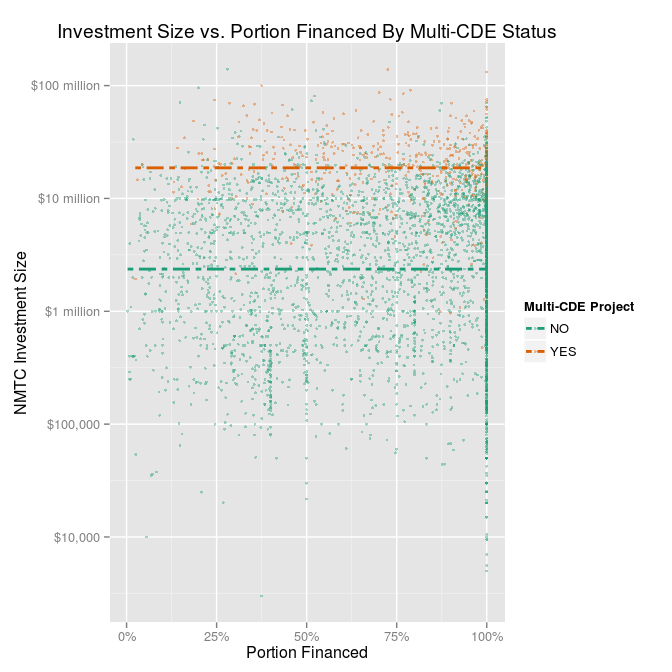 Investment Size vs. Portion Financed By Multi-CDE Status
$100 million
$10 million
$1 million
$100,000
$10,000
NMTC Investment Size
0% 25% 50% 75% 100%
Portion Financed
Multi-CDE Project
NO
YES